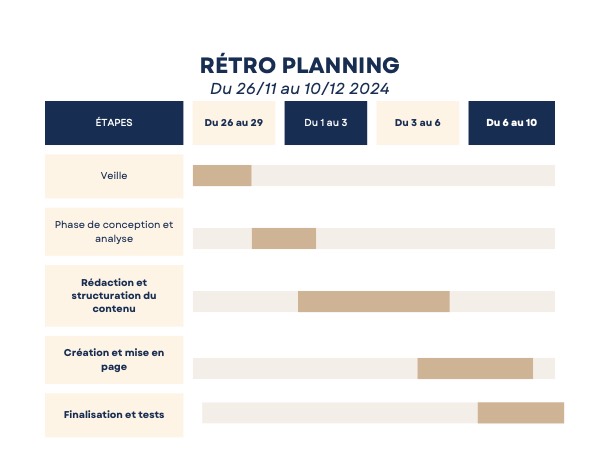 RÉTRO PLANNING
Du 26/11 au 10/12 2024
ÉTAPES
Du 26 au 29
Du 1 au 3
Du 3 au 6
Du 6 au 10
Veille
Phase de conception et
analyse
Rédaction et
structuration du
contenu
Création et mise en
page
Finalisation et tests